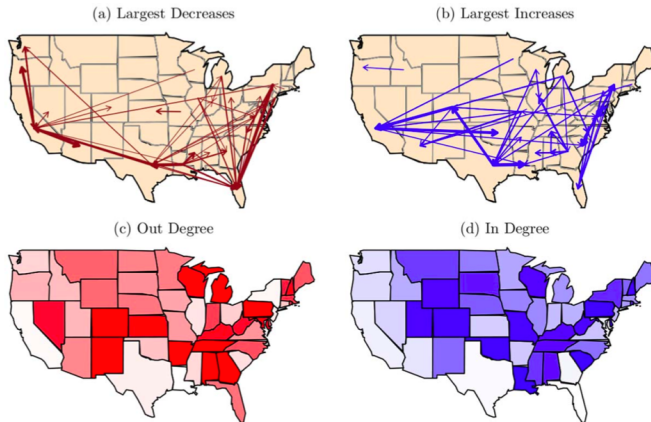 (a) Largest Decreases
(b) Largest Increases
(c) Out Degree
(d) In Degree